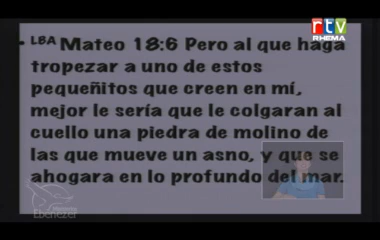 rtv
RHEMA
LBA Mateo 18:6 Pero al que haga
tropezar a uno de estos
pequeñitos que creen en mí,
mejor le sería que le colgaran al
cuello una piedra de molino de
las que mueve un asno, y que se
ahogara en lo profundo del mar.
Ebenezer